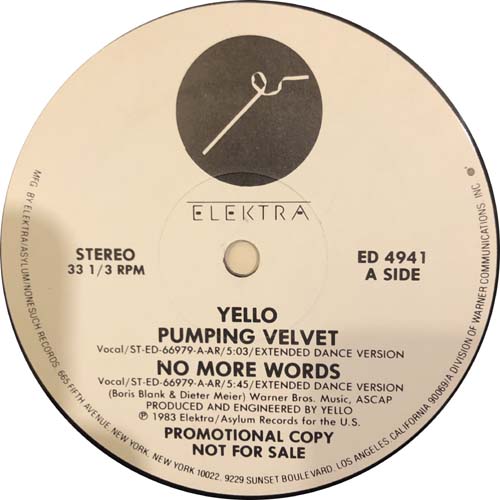 ELEKTRA
STEREO
33 1/3 RPM
ED 4941
A SIDE
YELLO
PUMPING VELVET
Vocal/ST-ED-66979-A-AR/5:03/EXTENDED DANCE VERSION
NO MORE WORDS
Vocal/ST-ED-66979-A-AR/5:45/EXTENDED DANCE VERSION
(Boris Blank & Dieter Meier) Warner Bros. Music, ASCAP
PRODUCED AND ENGINEERED BY YELLO
℗ 1983 Elektra/Asylum Records for the U.S.
PROMOTIONAL COPY
NOT FOR SALE
MFG. BY ELEKTRA/ASYLUM/NONESUCH RECORDS, 665 FIFTH AVENUE, NEW YORK, NEW YORK 10022, 9229 SUNSET BOULEVARD, LOS ANGELES, CALIFORNIA 90069/A DIVISION OF WARNER COMMUNICATIONS INC